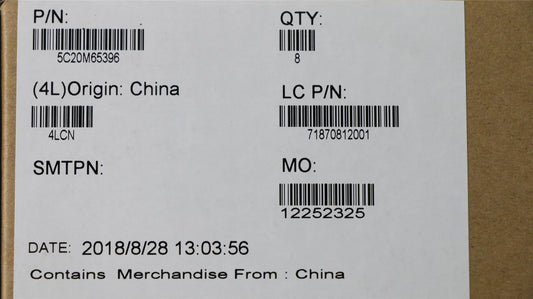 P/N:
5C20M65396
QTY:
8
(4L)Origin: China
4LCN
LC P/N:
71870812001
SMTPN:
MO:
12252325
DATE: 2018/8/28 13:03:56
Contains Merchandise From : China